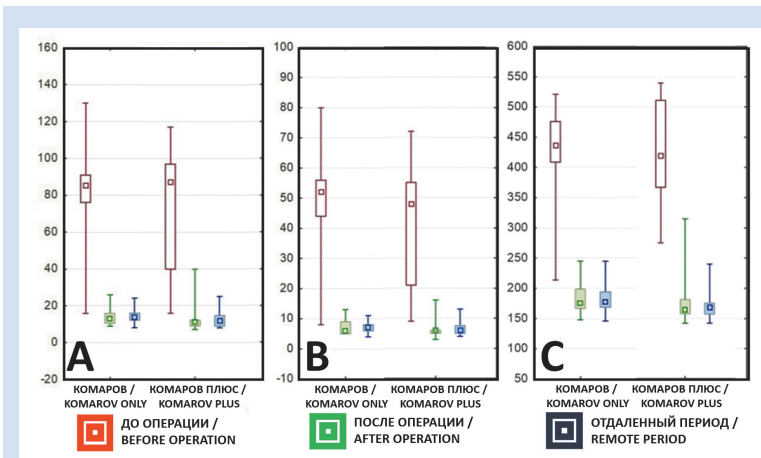 160
140
120
100
80
60
40
20
0
-20
A
КОМАРОВ /
KOMAROV ONLY
КОМАРОВ ПЛЮС /
KOMAROV PLUS
100
90
80
70
60
50
40
30
20
10
0
-10
B
КОМАРОВ /
KOMAROV ONLY
КОМАРОВ ПЛЮС /
KOMAROV PLUS
600
550
500
450
400
350
300
250
200
150
100
50
C
КОМАРОВ /
KOMAROV ONLY
КОМАРОВ ПЛЮС /
KOMAROV PLUS
ДО ОПЕРАЦИИ /
BEFORE OPERATION
ПОСЛЕ ОПЕРАЦИИ /
AFTER OPERATION
ОТДАЛЕННЫЙ ПЕРИОД /
REMOTE PERIOD